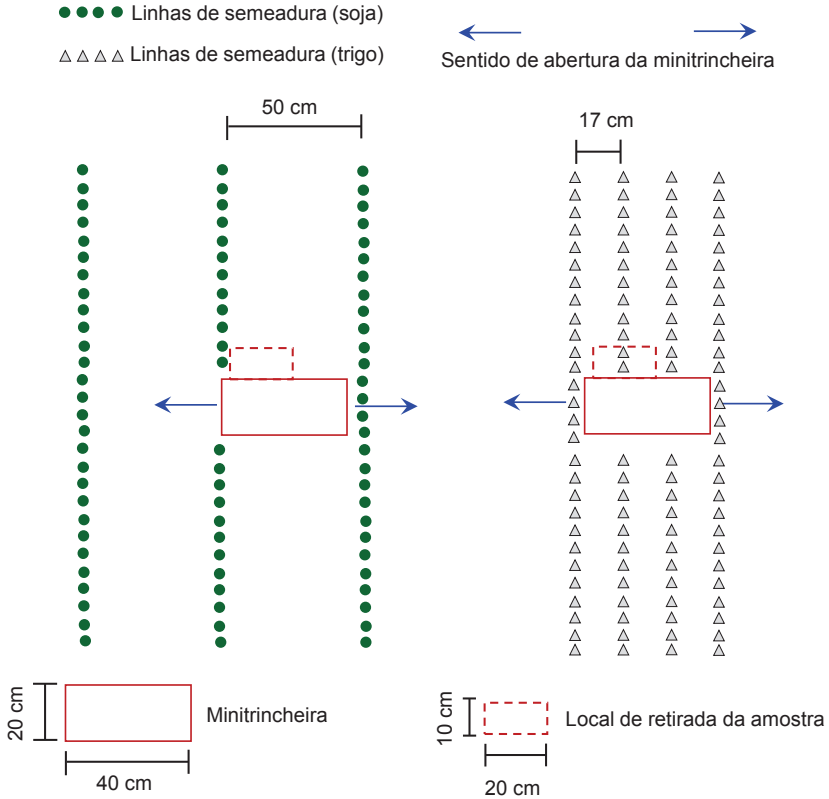 Linhas de semeadura (soja)
Linhas de semeadura (trigo)
Sentido de abertura da minitrincheira
50 cm
17 cm
20 cm
Minitrincheira
40 cm
10 cm
Local de retirada da amostra
20 cm